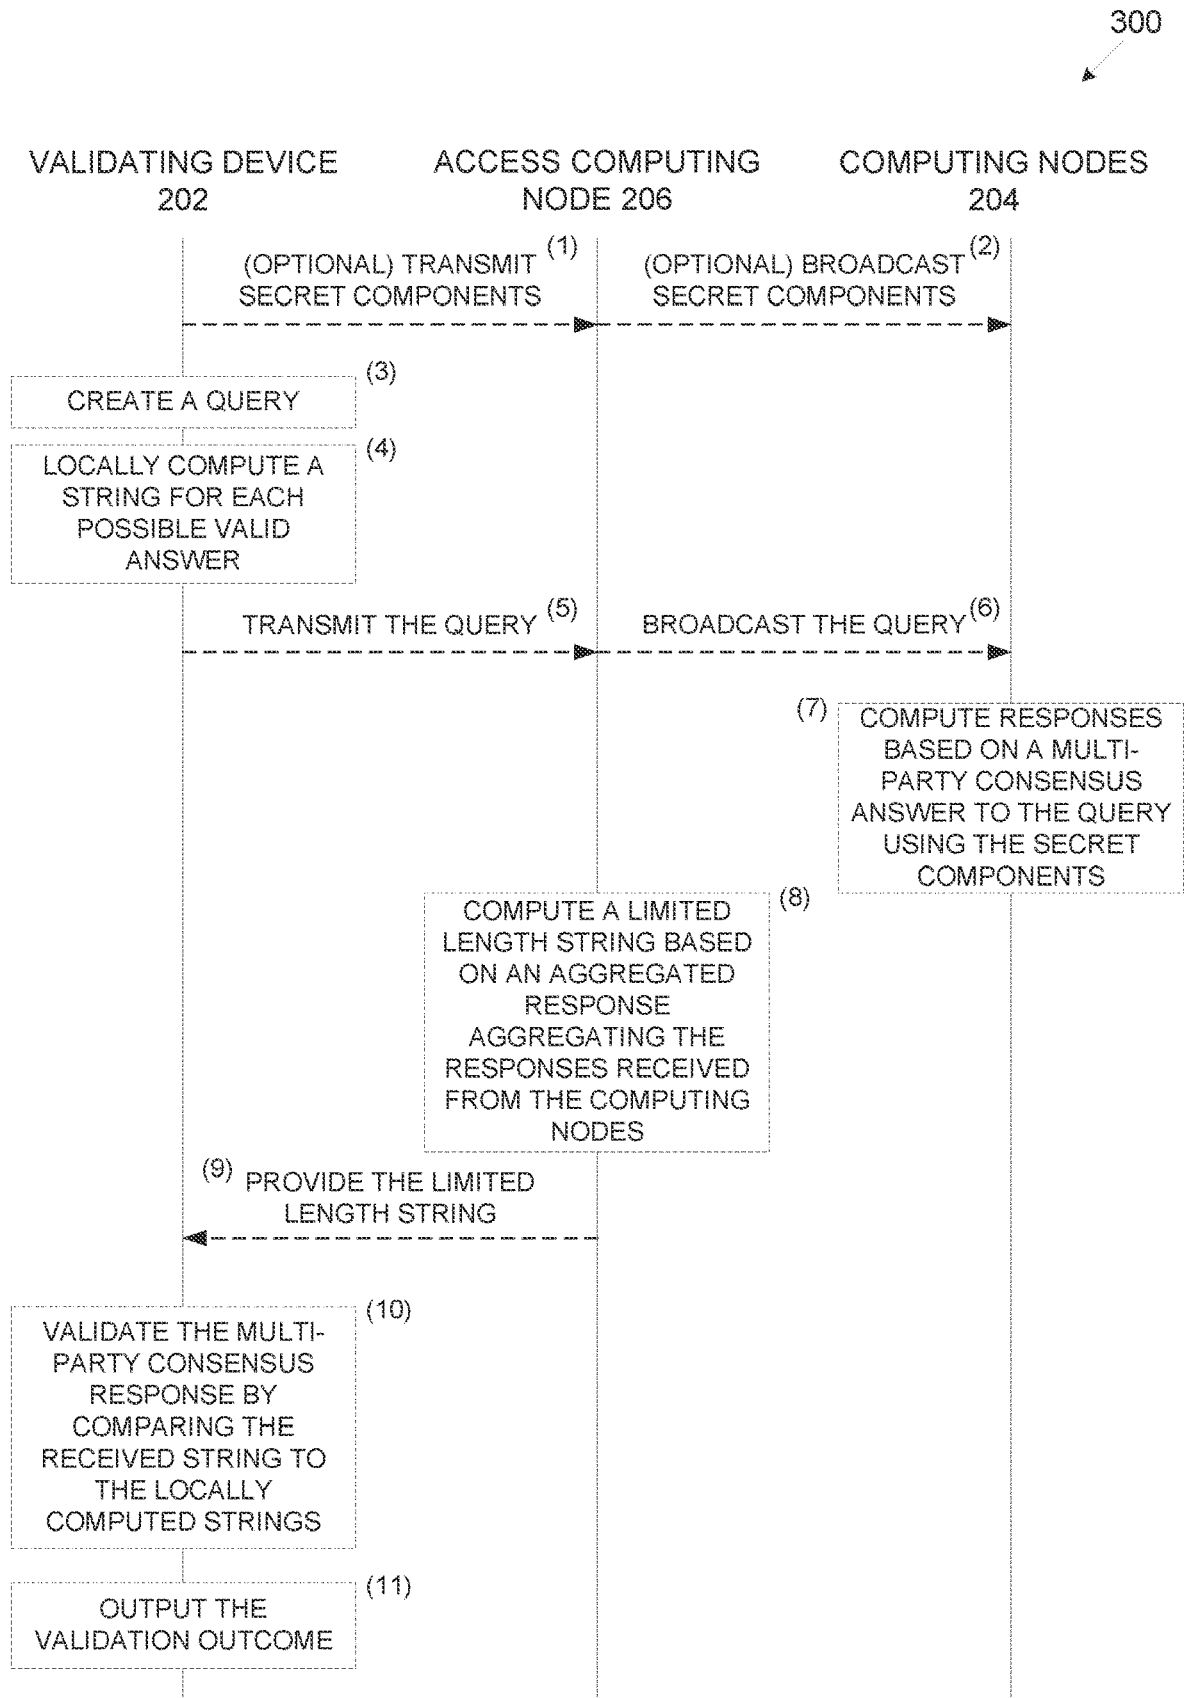 300
VALIDATING DEVICE
202
ACCESS COMPUTING
NODE 206
COMPUTING NODES
204
(1)
(OPTIONAL) TRANSMIT
SECRET COMPONENTS
(2)
(OPTIONAL) BROADCAST
SECRET COMPONENTS
(3)
CREATE A QUERY
(4)
LOCALLY COMPUTE A
STRING FOR EACH
POSSIBLE VALID
ANSWER
TRANSMIT THE QUERY (5)
BROADCAST THE QUERY (6)
(7)
COMPUTE RESPONSES
BASED ON A MULTI-
PARTY CONSENSUS
ANSWER TO THE QUERY
USING THE SECRET
COMPONENTS
(8)
COMPUTE A LIMITED
LENGTH STRING BASED
ON AN AGGREGATED
RESPONSE
AGGREGATING THE
RESPONSES RECEIVED
FROM THE COMPUTING
NODES
(9)
PROVIDE THE LIMITED
LENGTH STRING
(10)
VALIDATE THE MULTI-
PARTY CONSENSUS
RESPONSE BY
COMPARING THE
RECEIVED STRING TO
THE LOCALLY
COMPUTED STRINGS
(11)
OUTPUT THE
VALIDATION OUTCOME